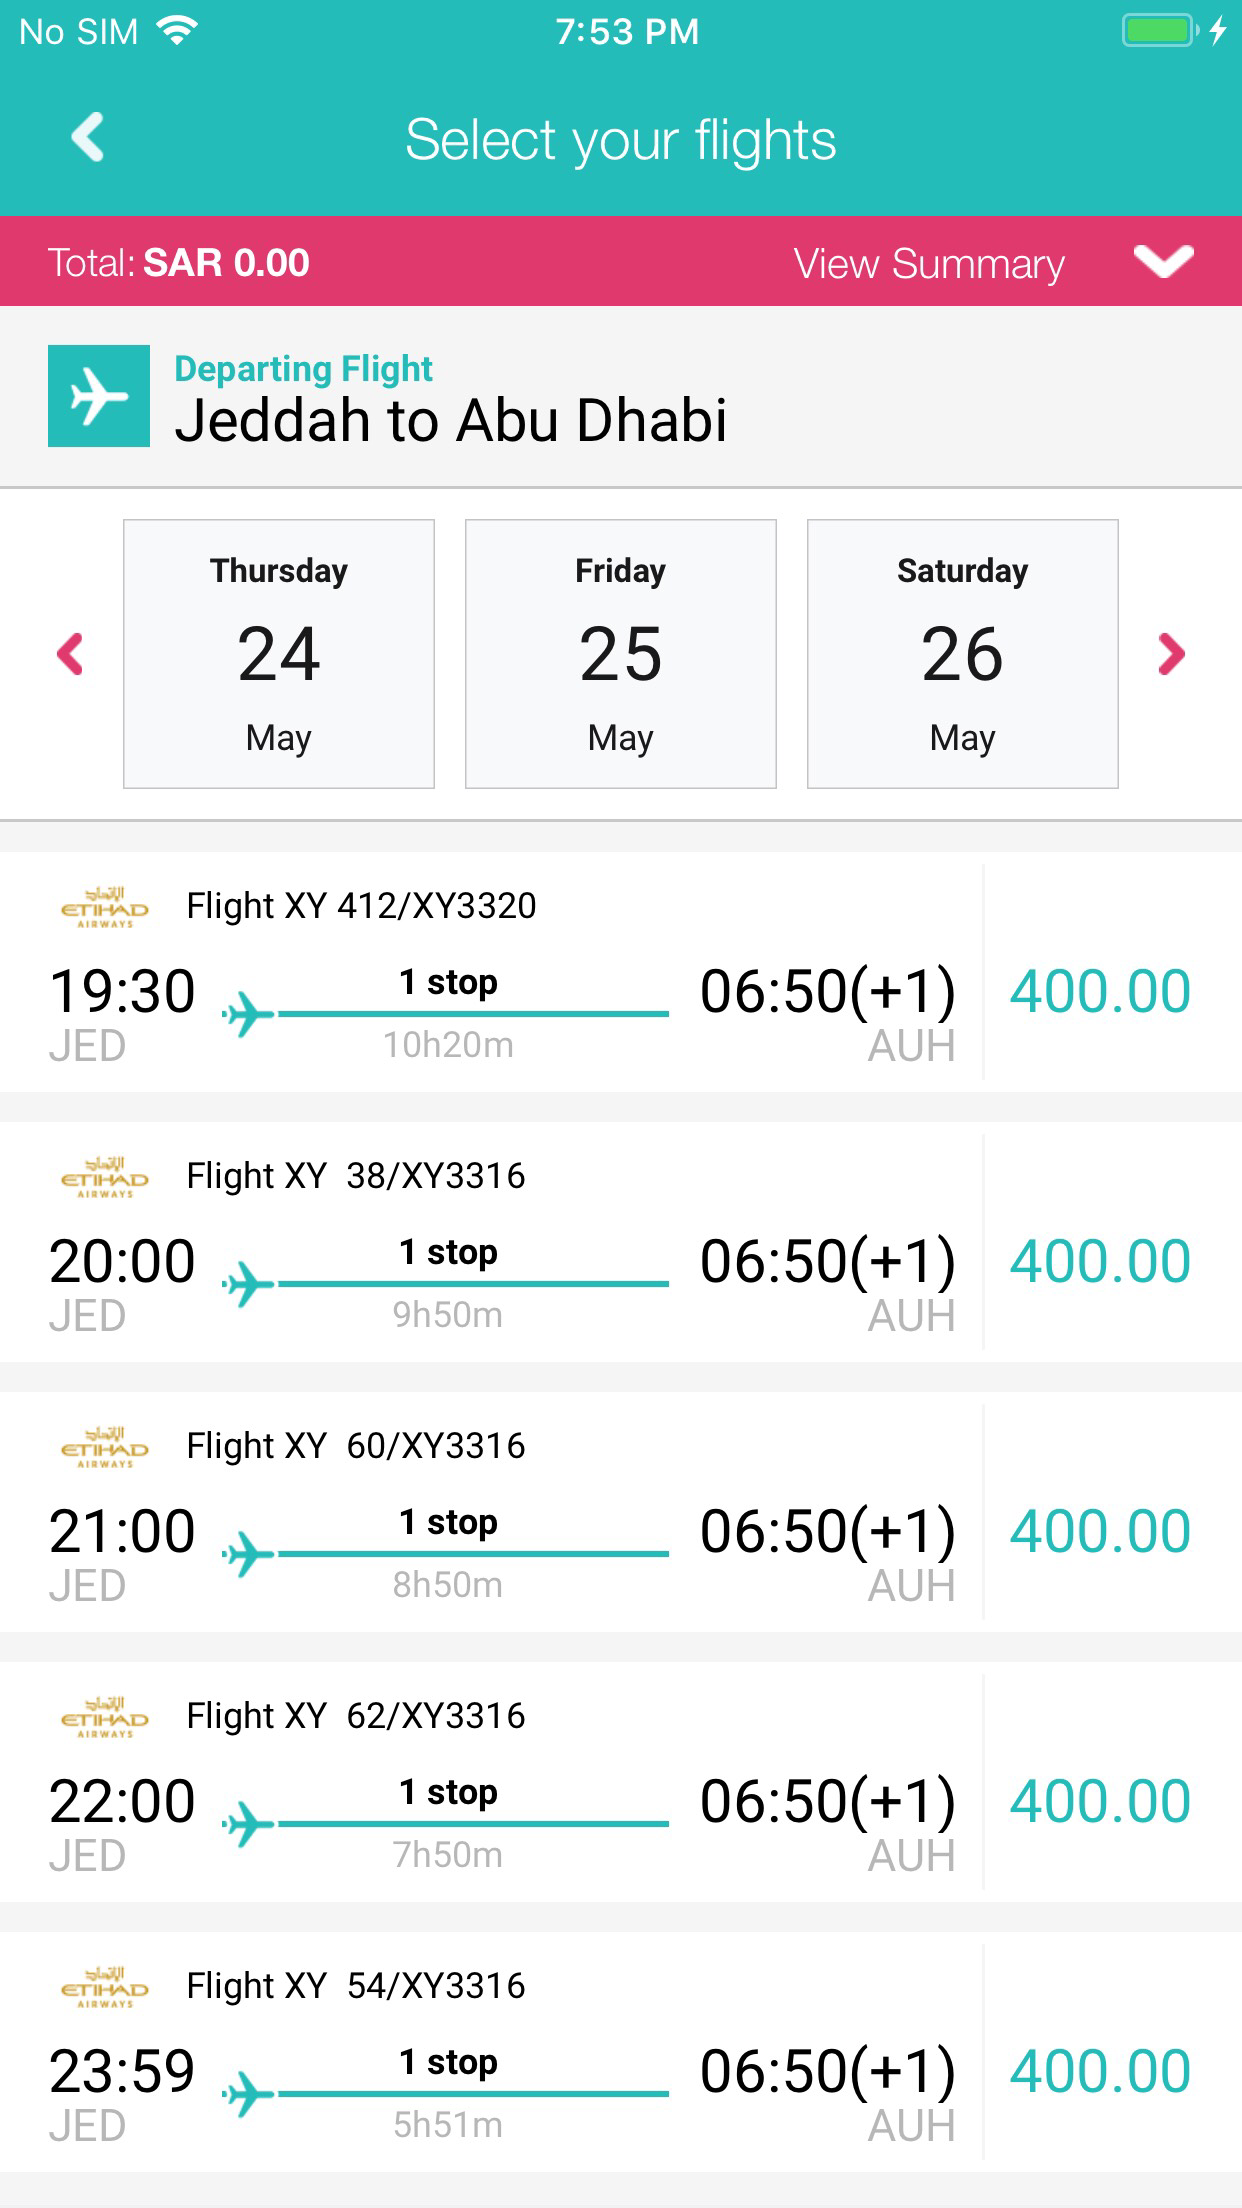 No SIM 7:53 PM
Select your flights
Total: SAR 0.00 View Summary
Departing Flight
Jeddah to Abu Dhabi
Thursday Friday Saturday
24 25 26
May May May
ETIHAD
AIRWAYS
Flight XY 412/XY3320
19:30 1 stop 06:50(+1) 400.00
JED 10h20m AUH
ETIHAD
AIRWAYS
Flight XY  38/XY3316
20:00 1 stop 06:50(+1) 400.00
JED 9h50m AUH
ETIHAD
AIRWAYS
Flight XY  60/XY3316
21:00 1 stop 06:50(+1) 400.00
JED 8h50m AUH
ETIHAD
AIRWAYS
Flight XY  62/XY3316
22:00 1 stop 06:50(+1) 400.00
JED 7h50m AUH
ETIHAD
AIRWAYS
Flight XY  54/XY3316
23:59 1 stop 06:50(+1) 400.00
JED 5h51m AUH